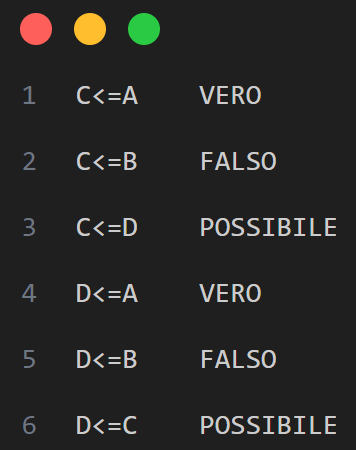 1 C<=A VERO
2 C<=B FALSO
3 C<=D POSSIBILE
4 D<=A VERO
5 D<=B FALSO
6 D<=C POSSIBILE